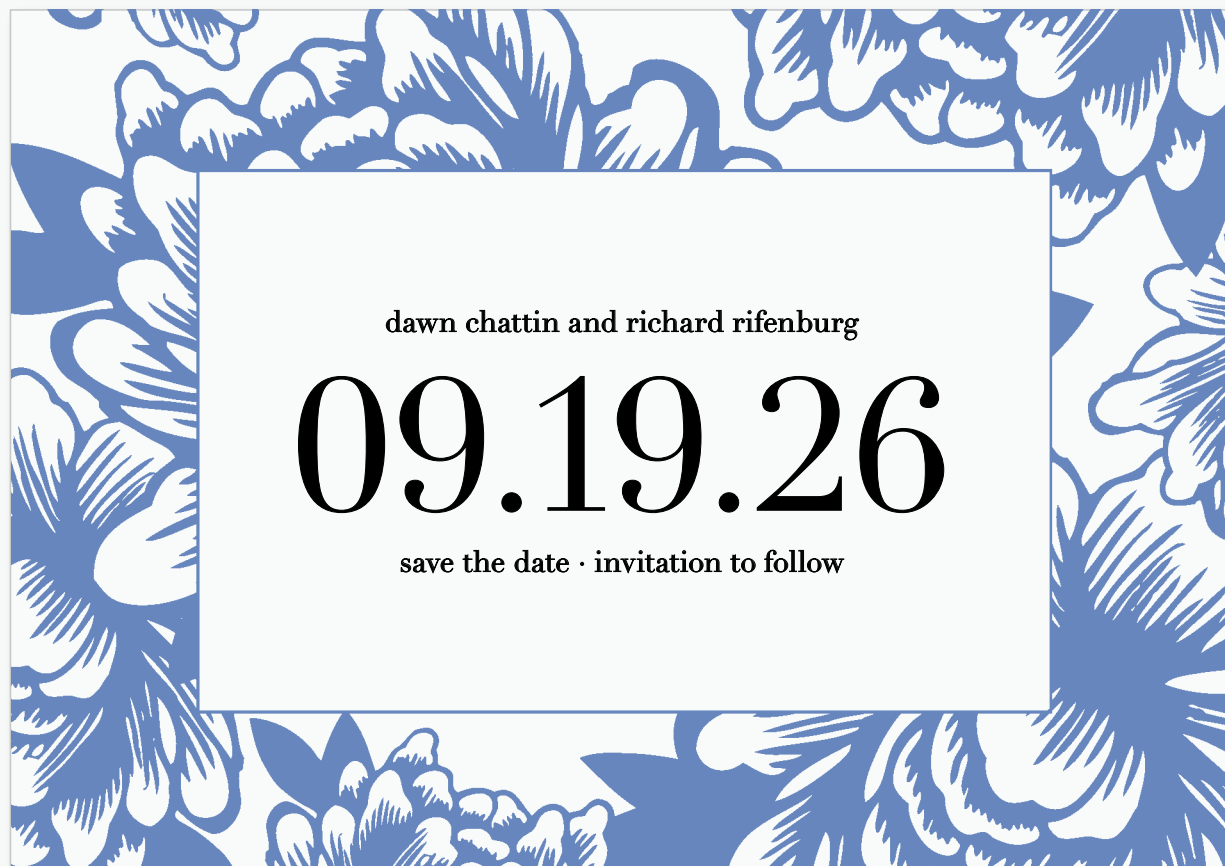 dawn chattin and richard rifenburg
09.19.26
save the date · invitation to follow